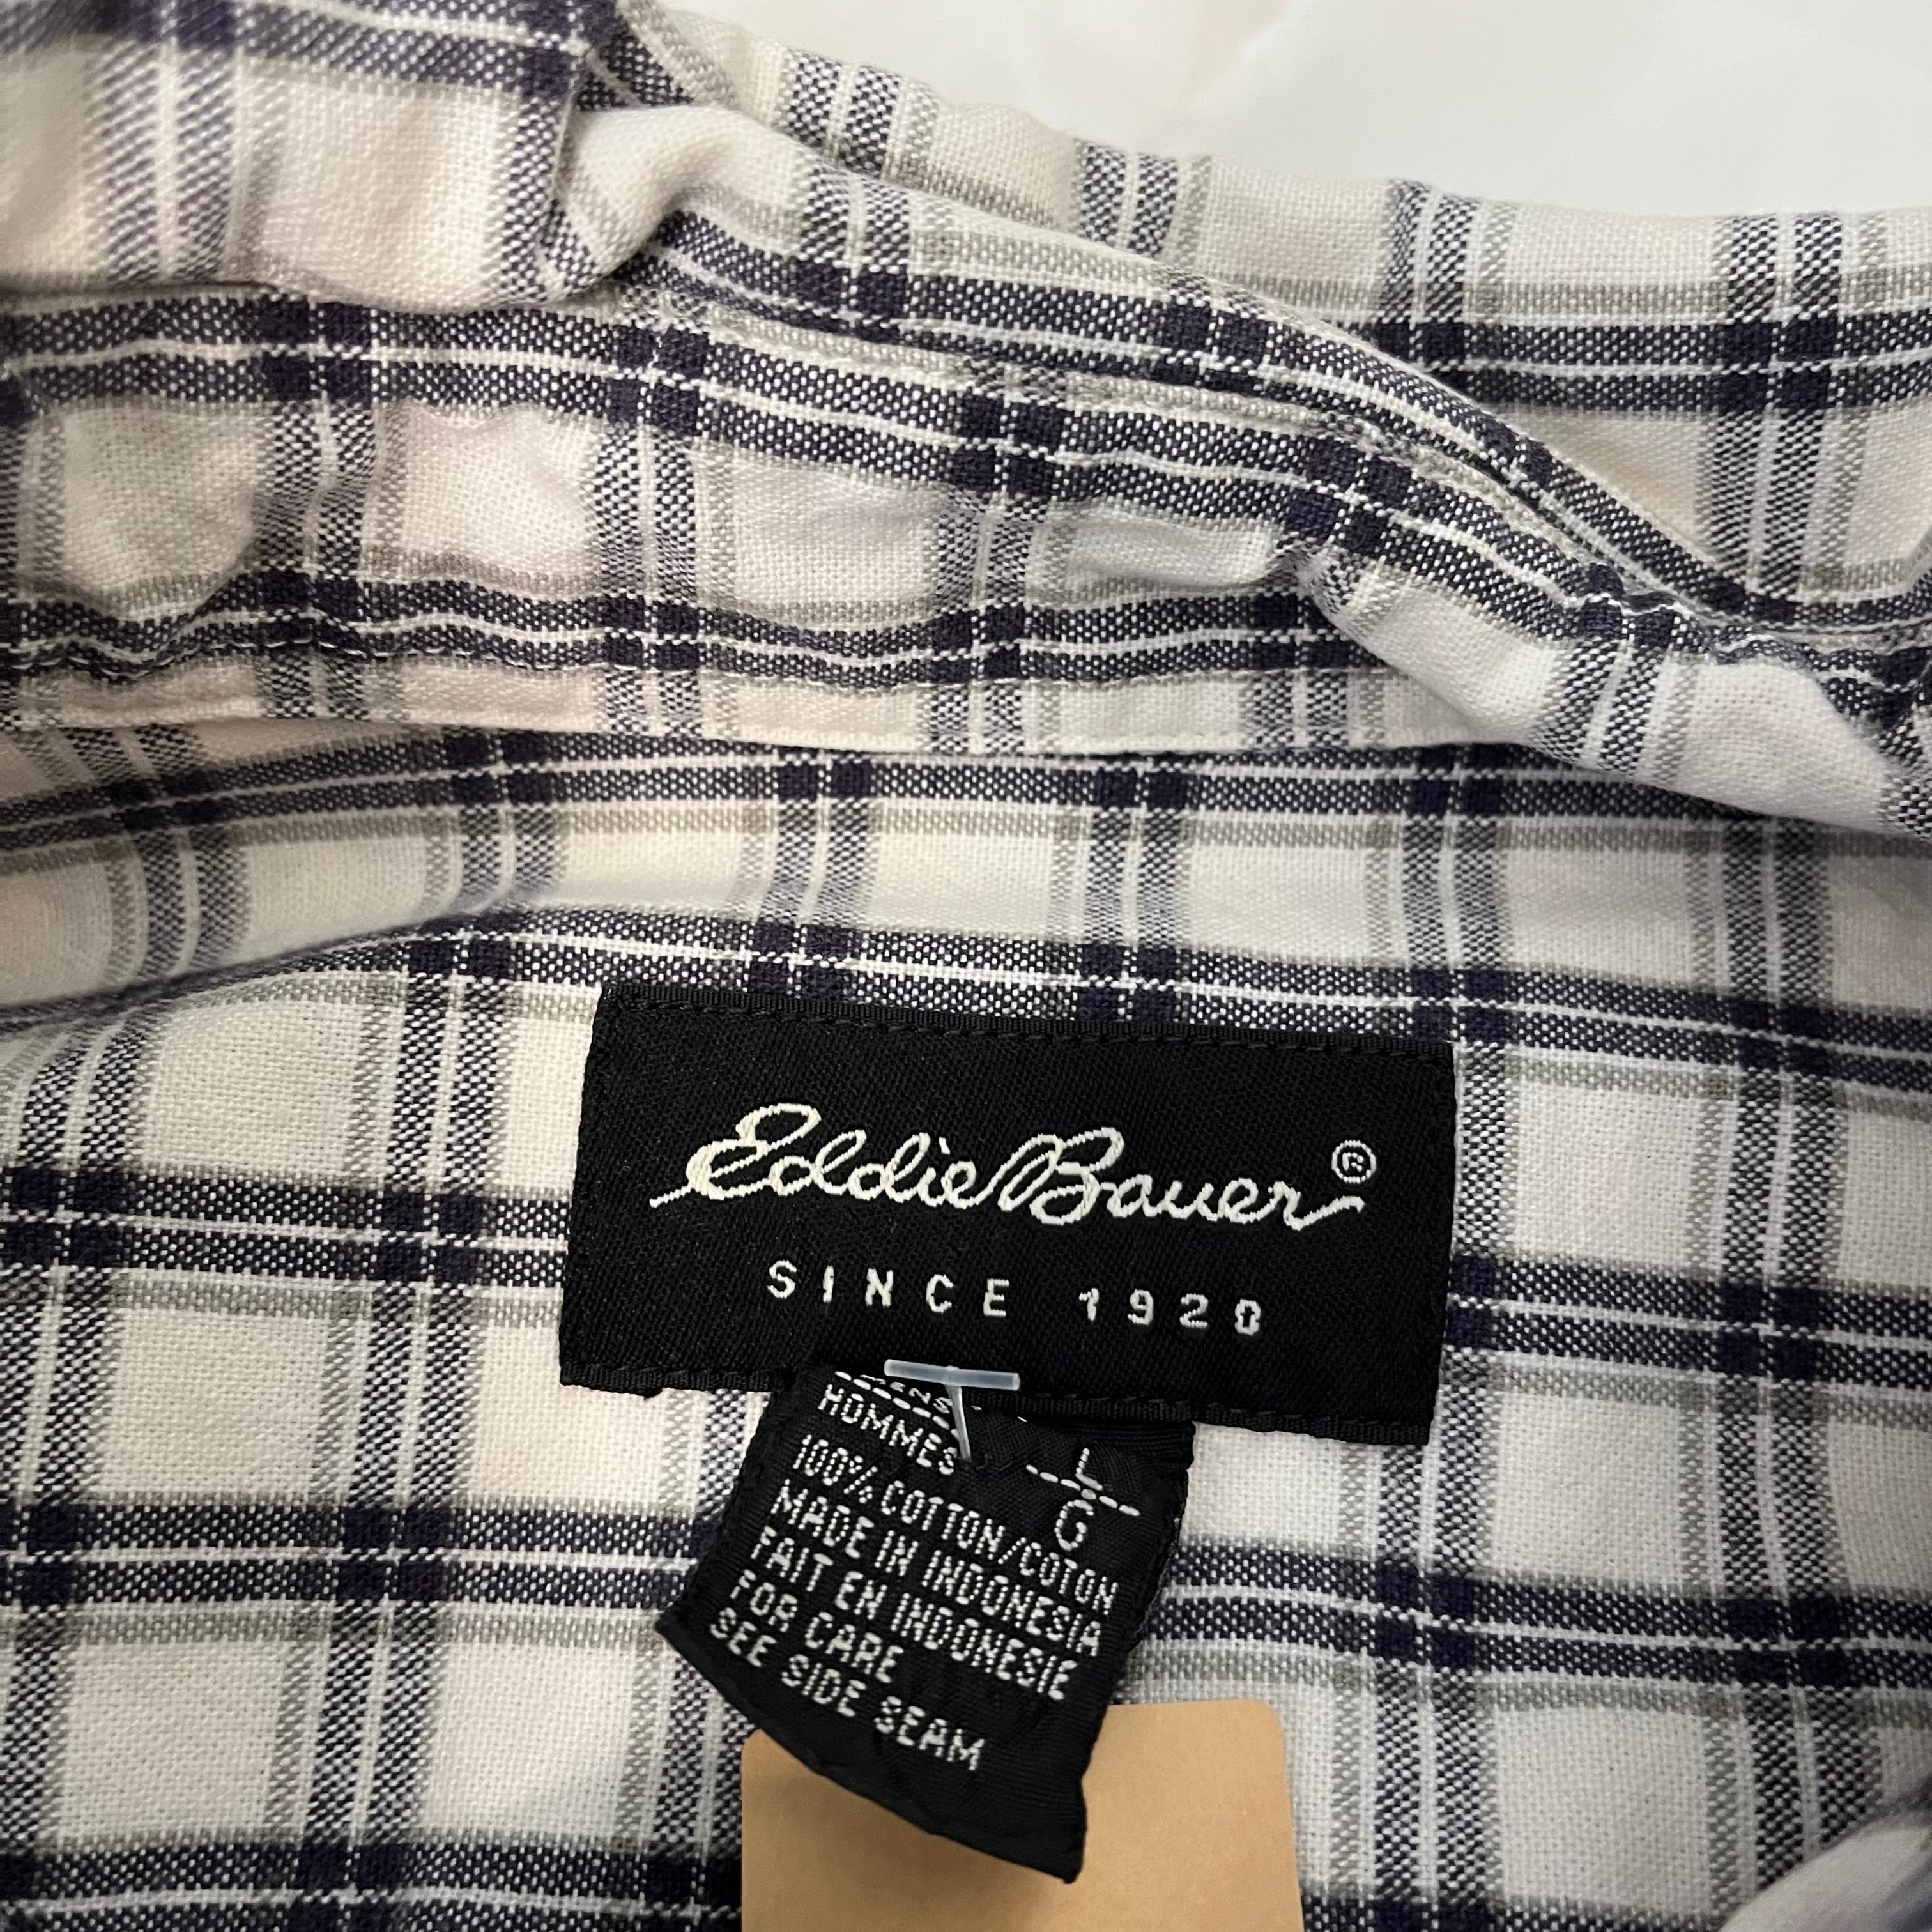 Eddie Bauer®
SINCE 1920
MENS
HOMMES
L
G
100% COTTON/COTON
MADE IN INDONESIA
FAIT EN INDONESIE
FOR CARE
SEE SIDE SEAM